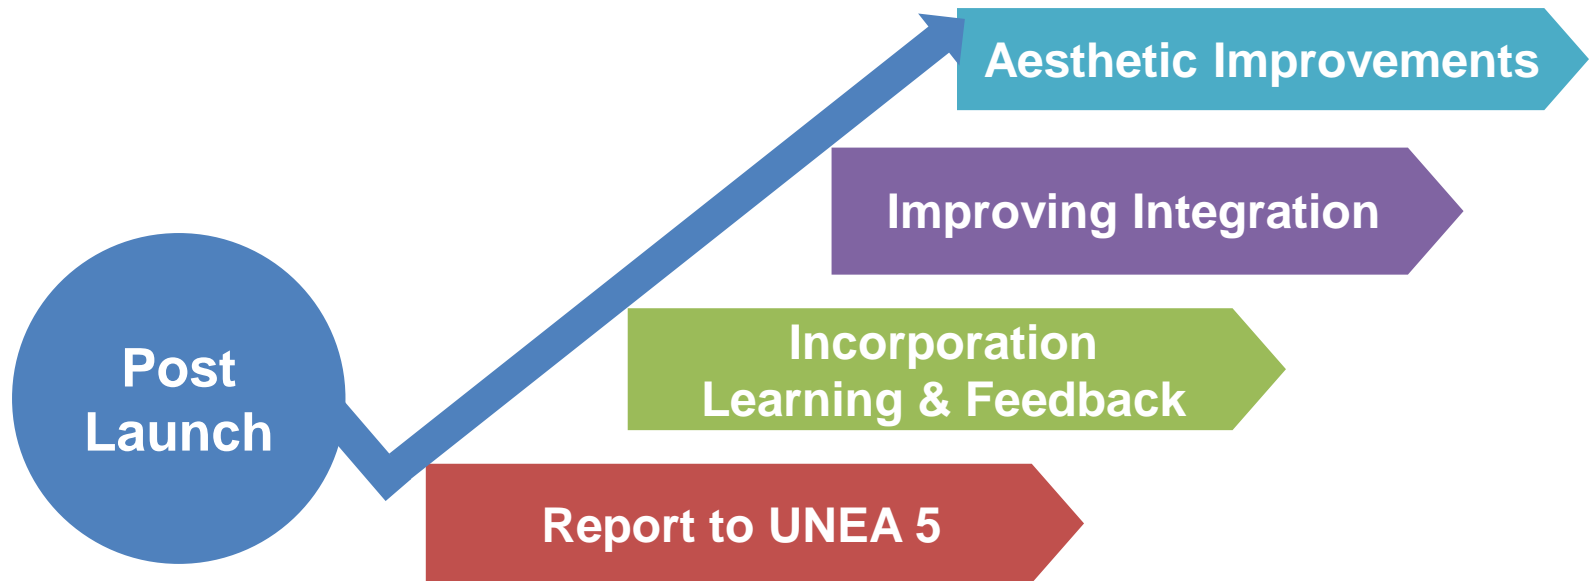 Aesthetic Improvements
Improving Integration
Incorporation
Learning & Feedback
Post
Launch
Report to UNEA 5